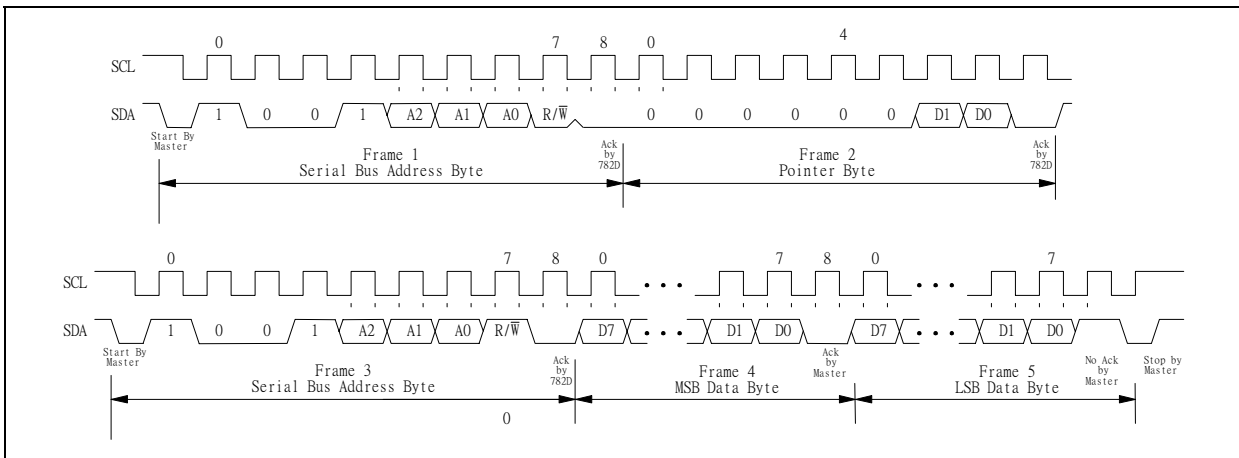 0 7 8 0 4
SCL
SDA 1 0 0 1 A2 A1 A0 R/W̅ 0 0 0 0 0 0 D1 D0
Start By
Master
Frame 1
Serial Bus Address Byte
Ack
by
782D
Frame 2
Pointer Byte
Ack
by
782D
0 7 8 0 7 8 0 7
SCL
SDA 1 0 0 1 A2 A1 A0 R/W̅ D7 D1 D0 D7 D1 D0
Start By
Master
Frame 3
Serial Bus Address Byte
0
Ack
by
782D
Frame 4
MSB Data Byte
Ack
by
Master
Frame 5
LSB Data Byte
No Ack
by
Master
Stop by
Master